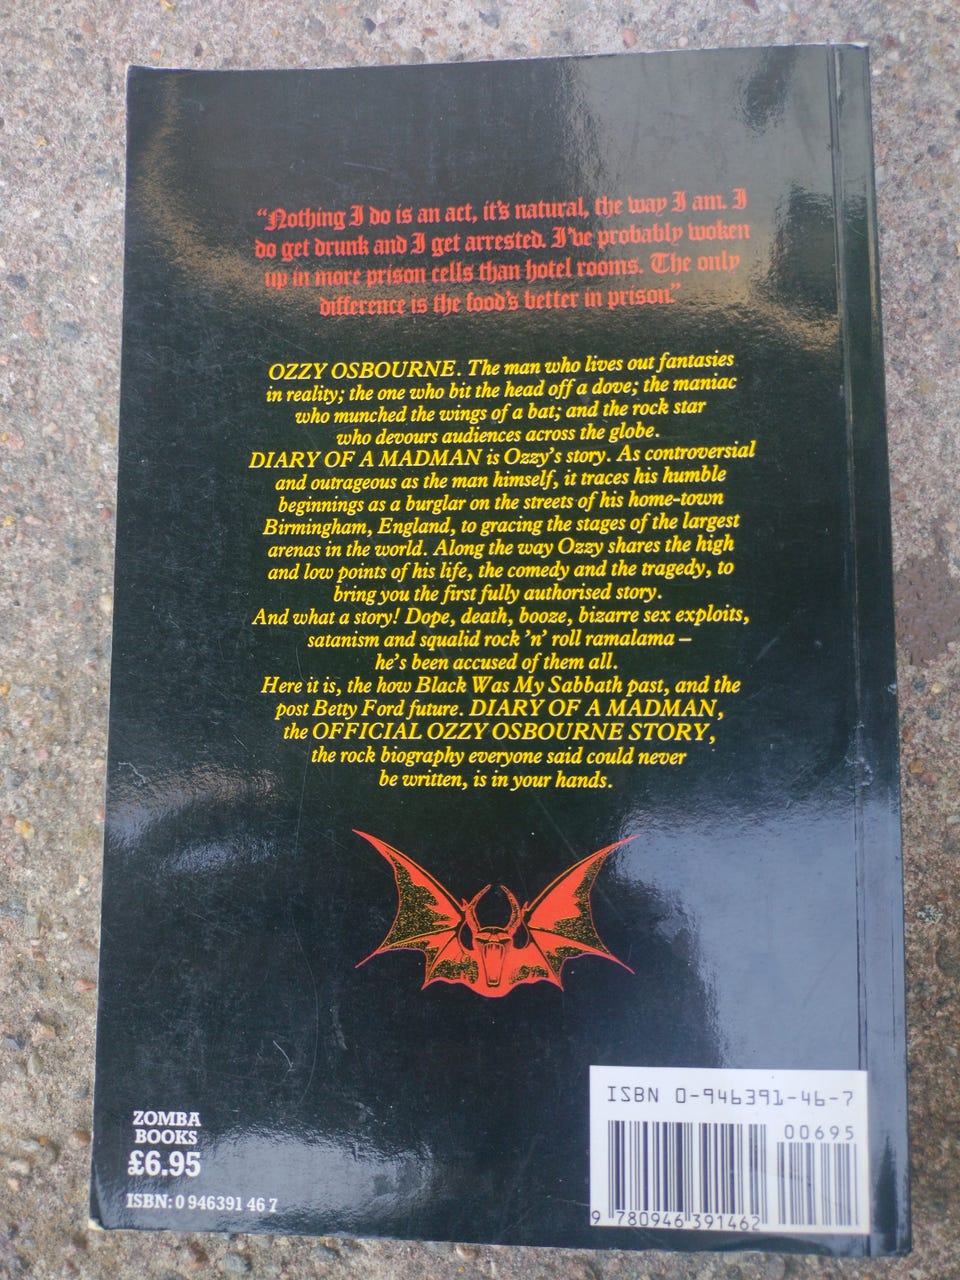 “Nothing I do is an act, it's natural, the way I am. I
do get drunk and I get arrested. I've probably woken
up in more prison cells than hotel rooms. The only
difference is the food's better in prison.”
OZZY OSBOURNE. The man who lives out fantasies
in reality; the one who bit the head off a dove; the maniac
who munched the wings of a bat; and the rock star
who devours audiences across the globe.
DIARY OF A MADMAN is Ozzy's story. As controversial
and outrageous as the man himself, it traces his humble
beginnings as a burglar on the streets of his home-town
Birmingham, England, to gracing the stages of the largest
arenas in the world. Along the way Ozzy shares the high
and low points of his life, the comedy and the tragedy, to
bring you the first fully authorised story.
And what a story! Dope, death, booze, bizarre sex exploits,
satanism and squalid rock 'n' roll ramalama –
he's been accused of them all.
Here it is, the how Black Was My Sabbath past, and the
post Betty Ford future. DIARY OF A MADMAN,
the OFFICIAL OZZY OSBOURNE STORY,
the rock biography everyone said could never
be written, is in your hands.
ZOMBA
BOOKS
£6.95
ISBN: 0 946391 46 7
ISBN 0-946391-46-7
00695
9 780946 391462